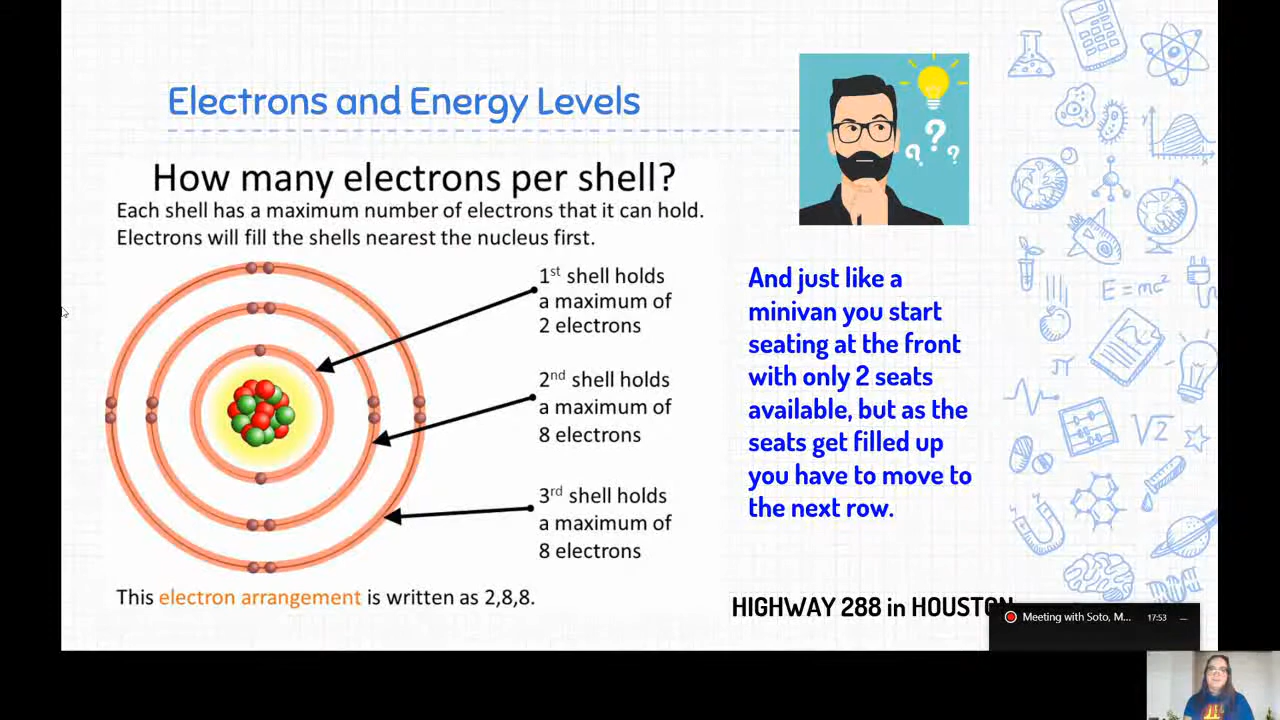 Electrons and Energy Levels
How many electrons per shell?
Each shell has a maximum number of electrons that it can hold.
Electrons will fill the shells nearest the nucleus first.
1st shell holds
a maximum of
2 electrons
2nd shell holds
a maximum of
8 electrons
3rd shell holds
a maximum of
8 electrons
This electron arrangement is written as 2,8,8.
? ? ?
And just like a
minivan you start
seating at the front
with only 2 seats
available, but as the
seats get filled up
you have to move to
the next row.
HIGHWAY 288 in HOUSTON
E=mc²
π
√2
Meeting with Soto, M... 17:53